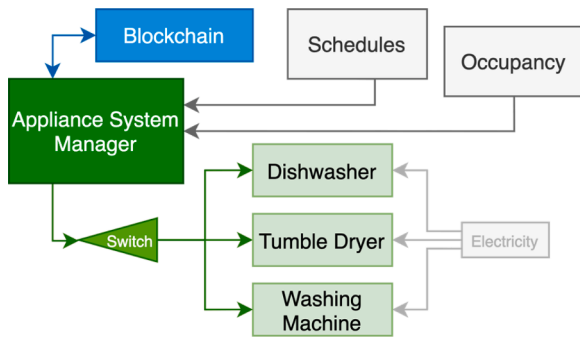 Blockchain
Schedules
Occupancy
Appliance System
Manager
Dishwasher
Switch
Tumble Dryer
Electricity
Washing
Machine